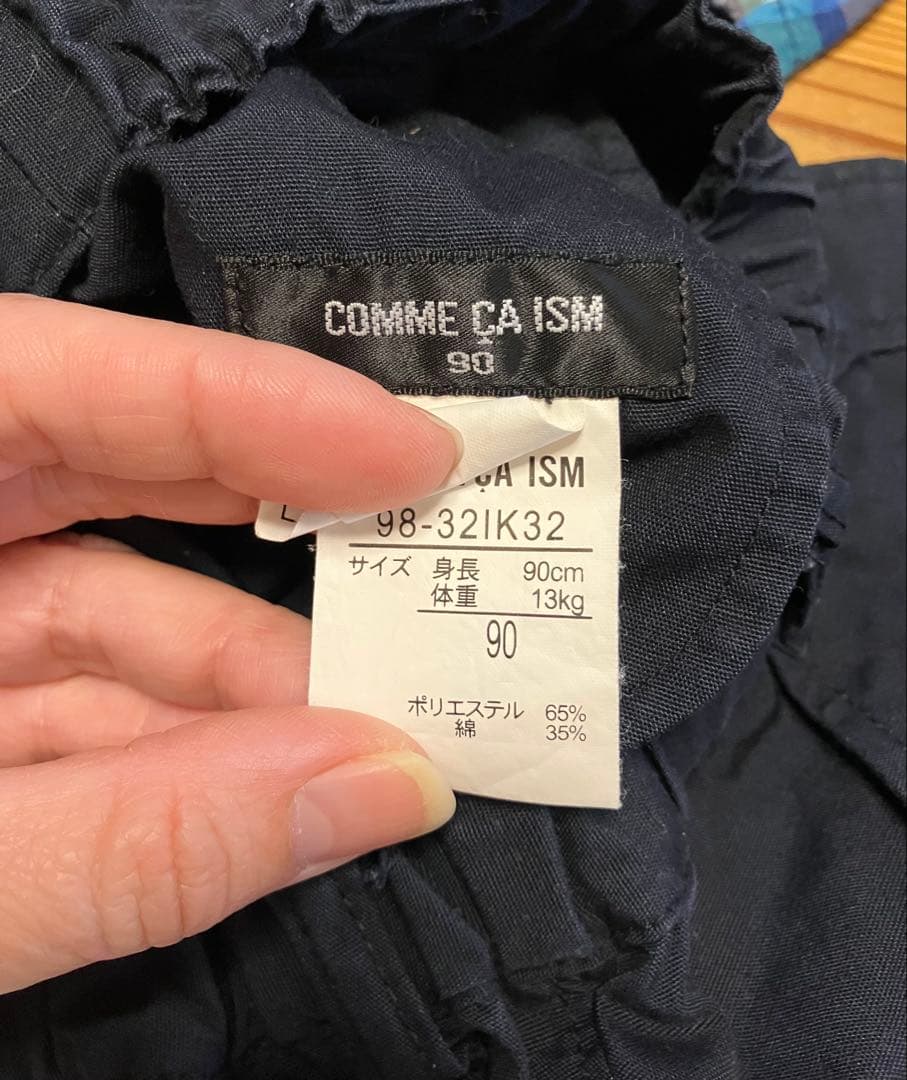 COMME ÇA ISM
90
ÇA ISM
98-32IK32
サイズ 身長 90cm
体重 13kg
90
ポリエステル 65%
綿 35%